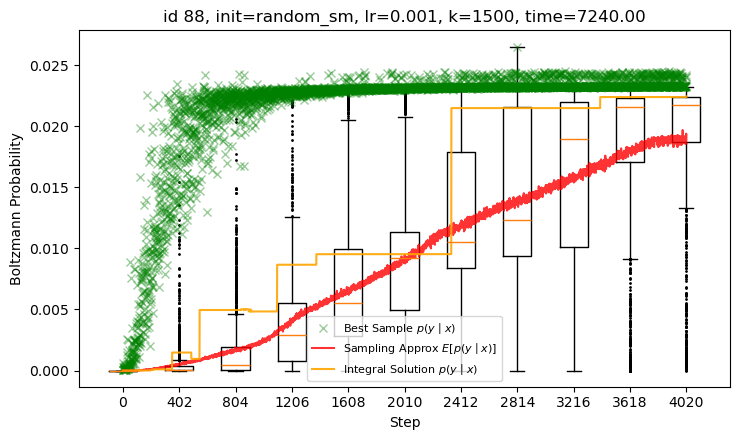 id 88, init=random_sm, lr=0.001, k=1500, time=7240.00
Boltzmann Probability
0.025
0.020
0.015
0.010
0.005
0.000
Best Sample p(y | x)
Sampling Approx E[p(y | x)]
Integral Solution p(y | x)
0 402 804 1206 1608 2010 2412 2814 3216 3618 4020
Step